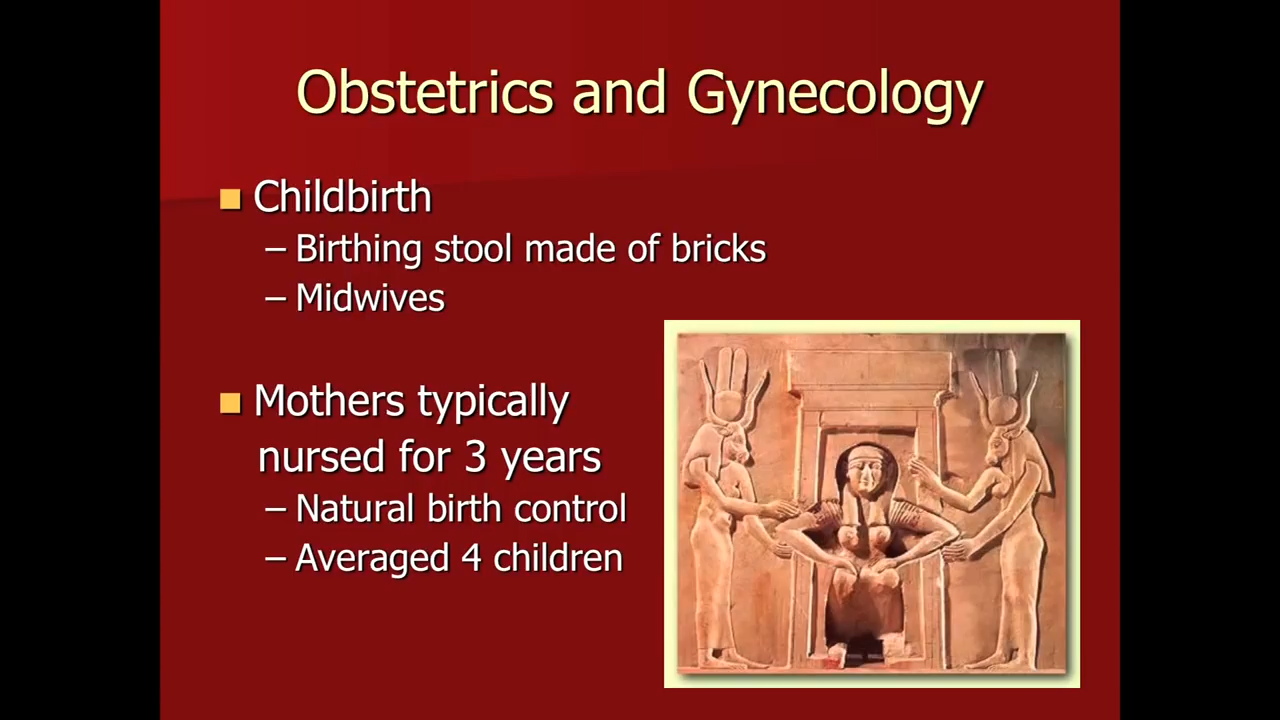 Obstetrics and Gynecology
Childbirth
– Birthing stool made of bricks
– Midwives
Mothers typically
nursed for 3 years
– Natural birth control
– Averaged 4 children